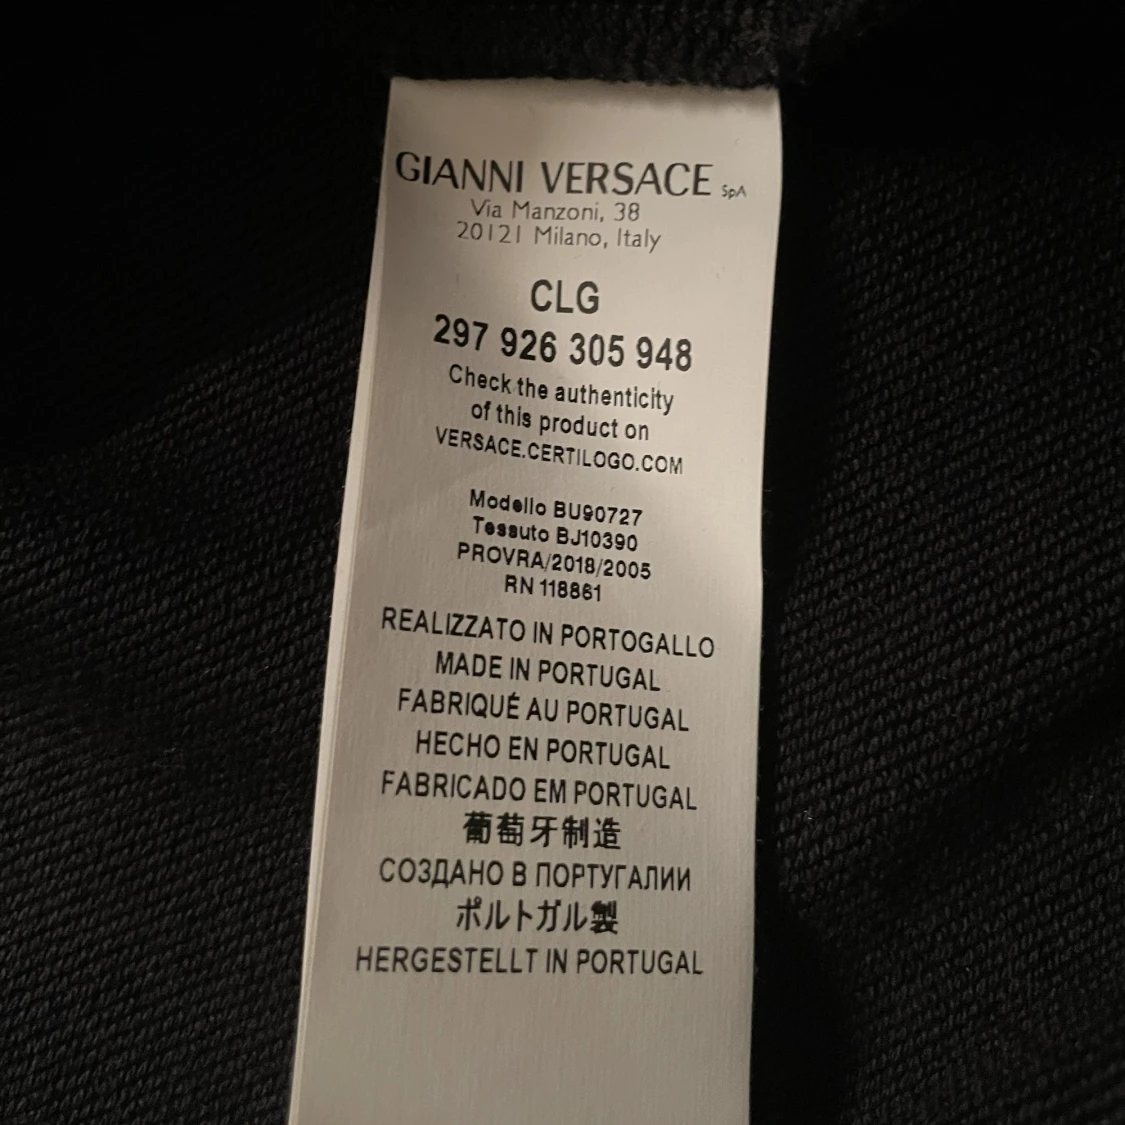 GIANNI VERSACE SpA
Via Manzoni, 38
20121 Milano, Italy
CLG
297 926 305 948
Check the authenticity
of this product on
VERSACE.CERTILOGO.COM
Modello BU90727
Tessuto BJ10390
PROVRA/2018/2005
RN 118861
REALIZZATO IN PORTOGALLO
MADE IN PORTUGAL
FABRIQUÉ AU PORTUGAL
HECHO EN PORTUGAL
FABRICADO EM PORTUGAL
葡萄牙制造
СОЗДАНО В ПОРТУГАЛИИ
ポルトガル製
HERGESTELLT IN PORTUGAL